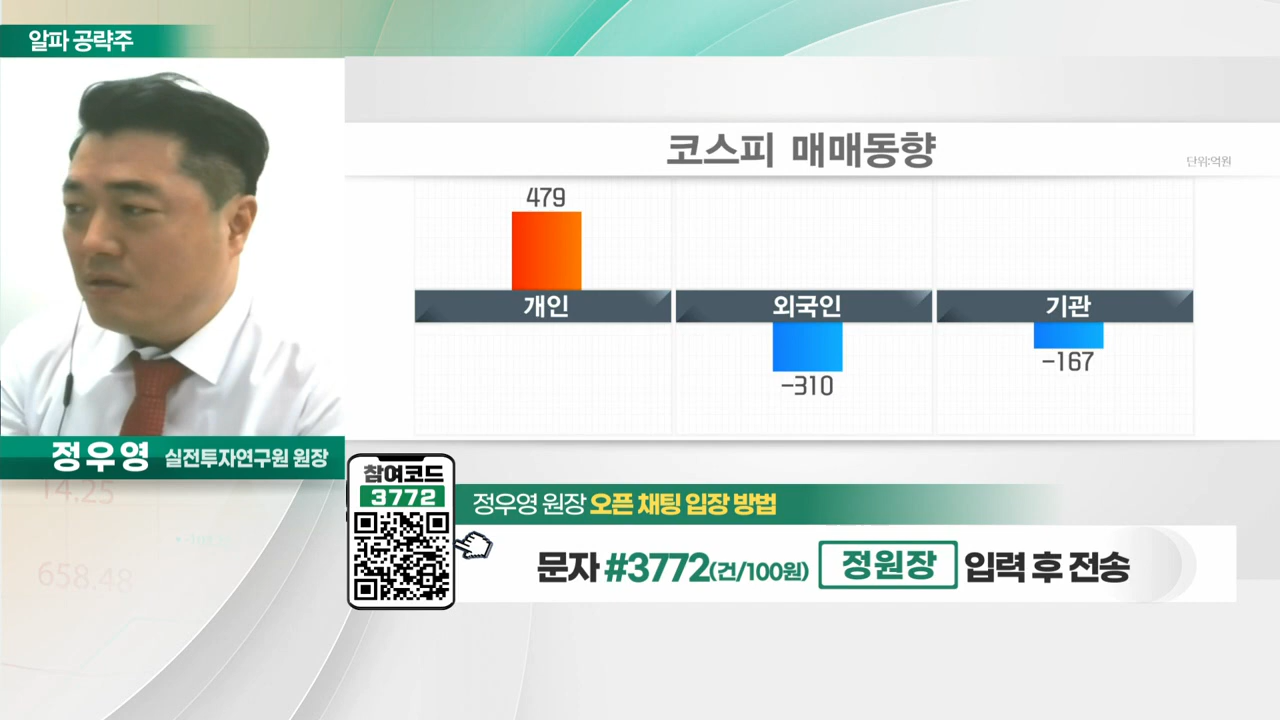 알파 공략주
코스피 매매동향
단위:억원
479
개인
외국인
기관
-310
-167
정우영 실전투자연구원 원장
참여코드
3772
정우영 원장 오픈 채팅 입장 방법
문자 #3772(건/100원) 정원장 입력 후 전송
14.25
658.48